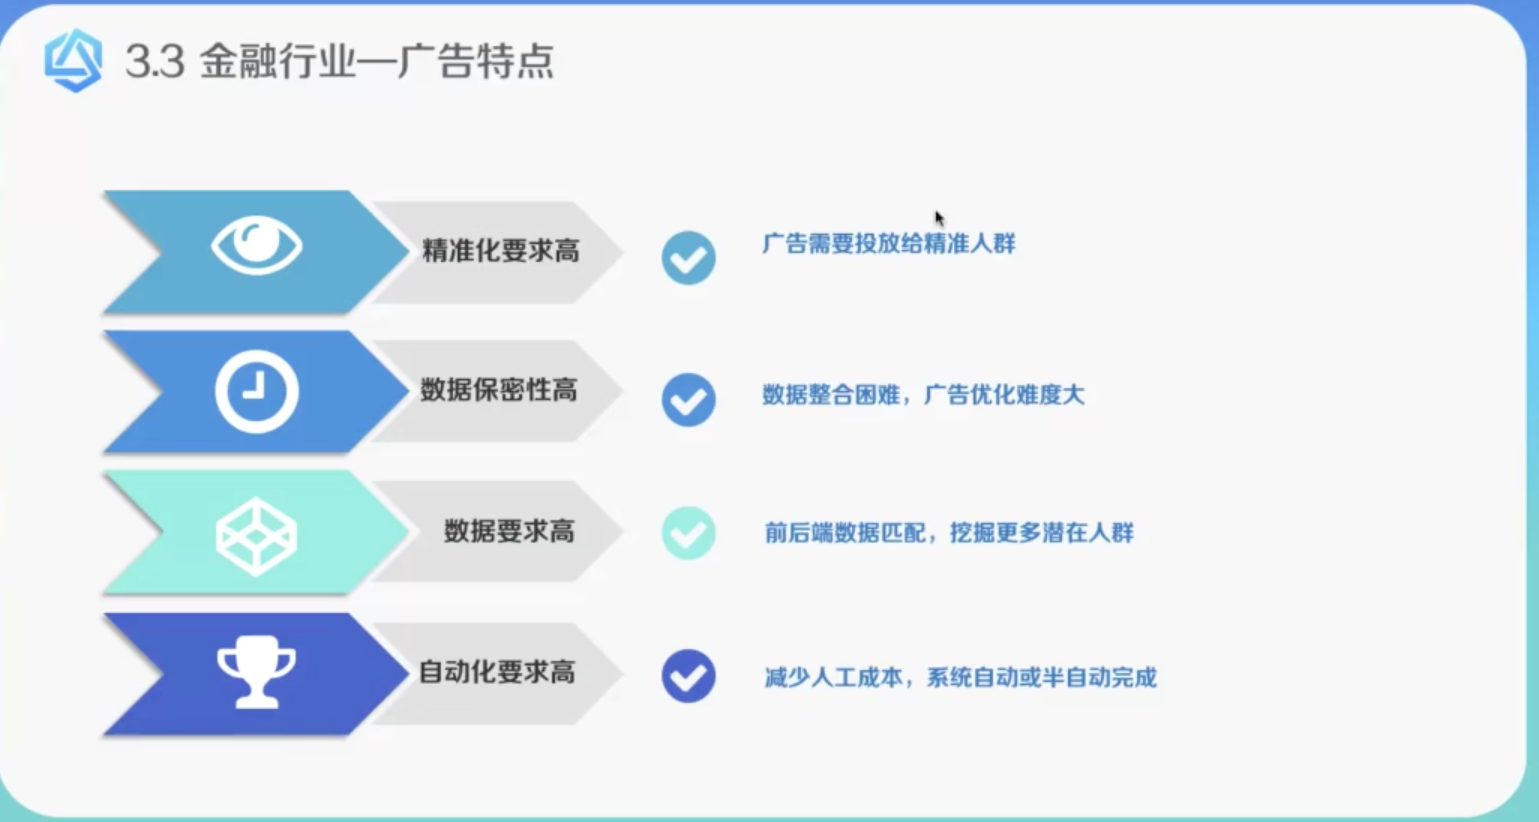 3.3 金融行业—广告特点
精准化要求高
广告需要投放给精准人群
数据保密性高
数据整合困难，广告优化难度大
数据要求高
前后端数据匹配，挖掘更多潜在人群
自动化要求高
减少人工成本，系统自动或半自动完成